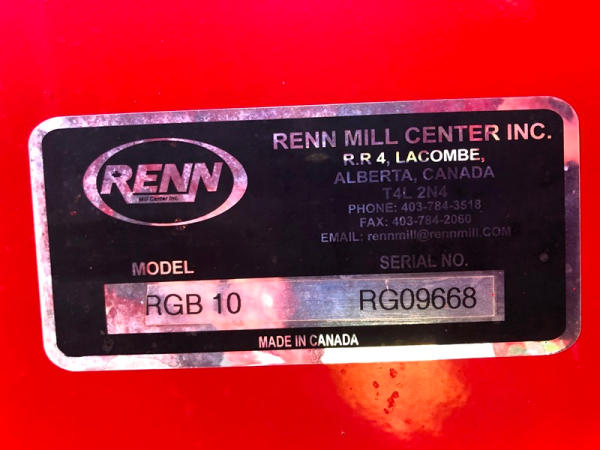 RENN
Mill Center Inc.
RENN MILL CENTER INC.
R.R 4, LACOMBE,
ALBERTA, CANADA
T4L 2N4
PHONE: 403-784-3518
FAX: 403-784-2060
EMAIL: rennmill@rennmill.COM
MODEL
SERIAL NO.
RGB 10
RG09668
MADE IN CANADA